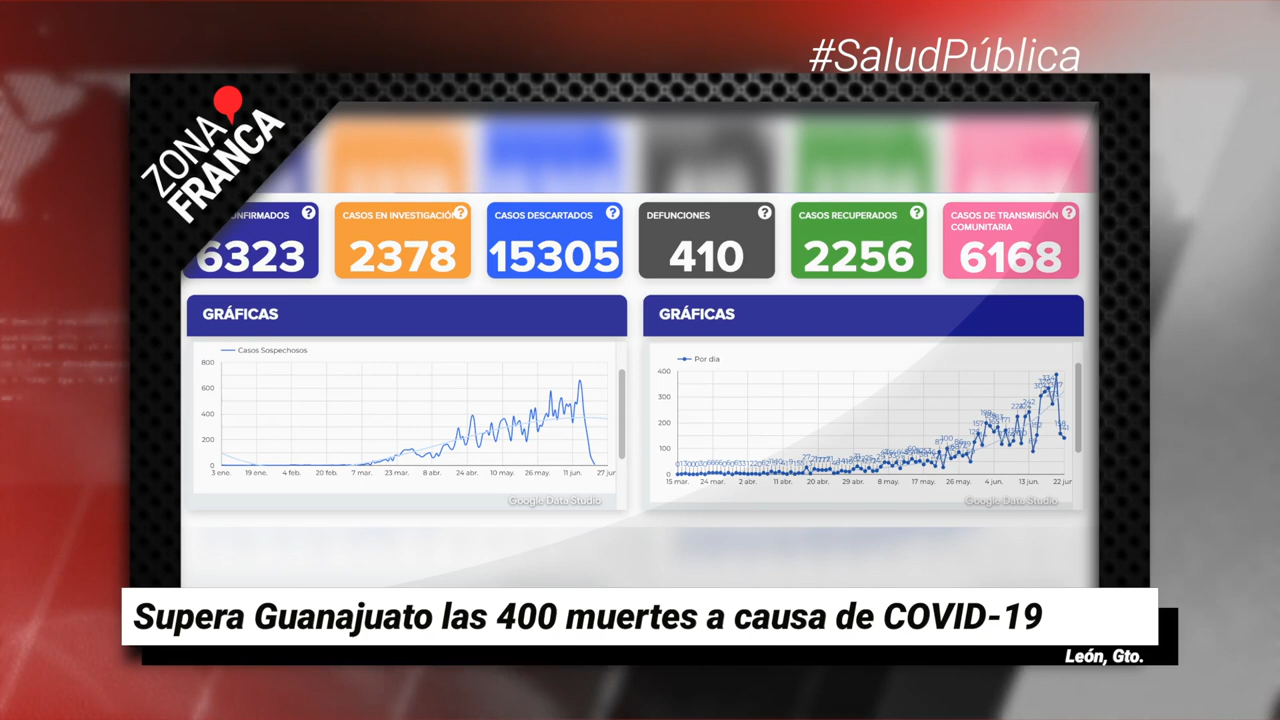 #SaludPública
ZONA
FRANCA
CASOS EN INVESTIGACIÓN
CASOS DESCARTADOS
DEFUNCIONES
CASOS RECUPERADOS
CASOS DE TRANSMISIÓN
COMUNITARIA
6323
2378
15305
410
2256
6168
GRÁFICAS
GRÁFICAS
Casos Sospechosos
800
600
400
200
0
3 ene. 19 ene. 4 feb. 20 feb. 7 mar. 23 mar. 8 abr. 24 abr. 10 may. 26 may. 11 jun. 27 jun
Google Data Studio
Por dia
400
300
200
100
0
15 mar. 24 mar. 2 abr. 11 abr. 20 abr. 29 abr. 8 may. 17 may. 26 may. 4 jun. 13 jun. 22 jun
Google Data Studio
Supera Guanajuato las 400 muertes a causa de COVID-19
León, Gto.